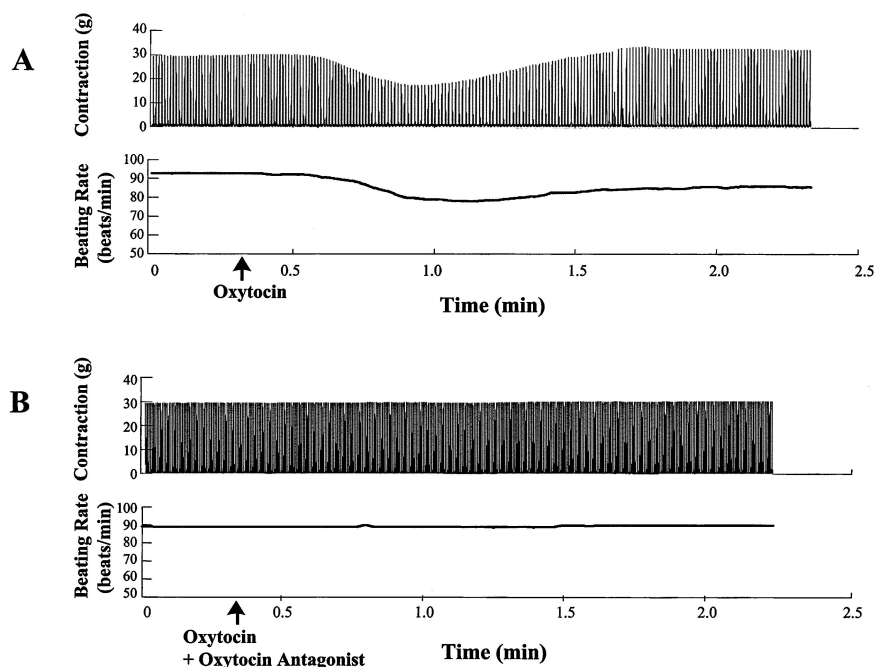 A
Contraction (g)
40
30
20
10
0
Beating Rate
(beats/min)
100
90
80
70
60
50
0 0.5 1.0 1.5 2.0 2.5
Oxytocin
Time (min)
B
Contraction (g)
40
30
20
10
0
Beating Rate
(beats/min)
100
90
80
70
60
50
0 0.5 1.0 1.5 2.0 2.5
Oxytocin
+ Oxytocin Antagonist
Time (min)